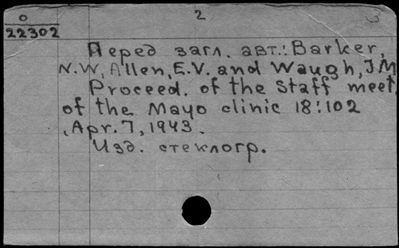 2
0
22302
Перед загл. авт.: Barker,
N.W, Allen, E.V. and Waugh, J.M
Proceed. of the Staff meet.
of the Mayo clinic 18:102
,Apr. 7, 1943.
Изд. стеклогр.